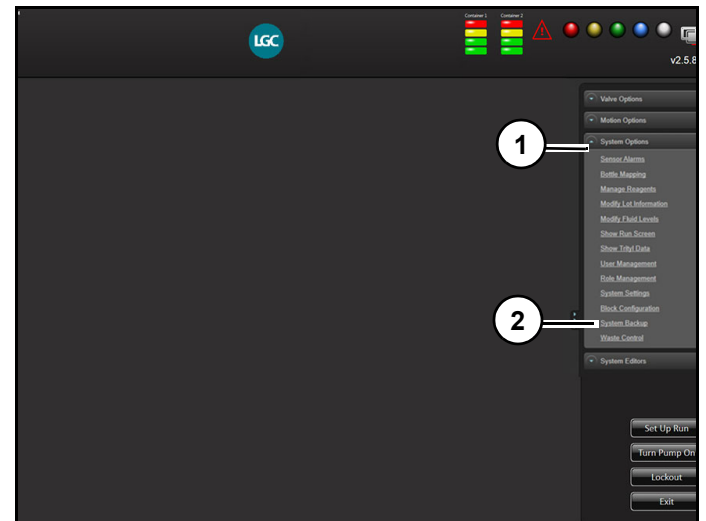 Container 1 Container 2
LGC
v2.5.8
Valve Options
Motion Options
1
System Options
Sensor Alarms
Bottle Mapping
Manage Reagents
Modify Lot Information
Modify Fluid Levels
Show Run Screen
Show Trityl Data
User Management
Role Management
System Settings
Block Configuration
2
System Backup
Waste Control
System Editors
Set Up Run
Turn Pump On
Lockout
Exit